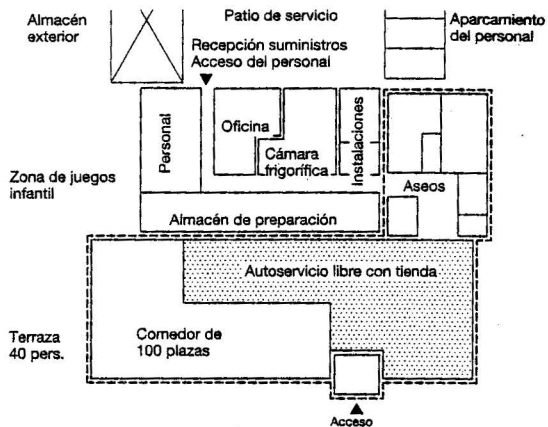 Almacén
exterior
Patio de servicio
Aparcamiento
del personal
Recepción suministros
Acceso del personal
Personal
Oficina
Cámara
frigorífica
Instalaciones
Zona de juegos
infantil
Aseos
Almacén de preparación
Autoservicio libre con tienda
Terraza
40 pers.
Comedor de
100 plazas
Acceso